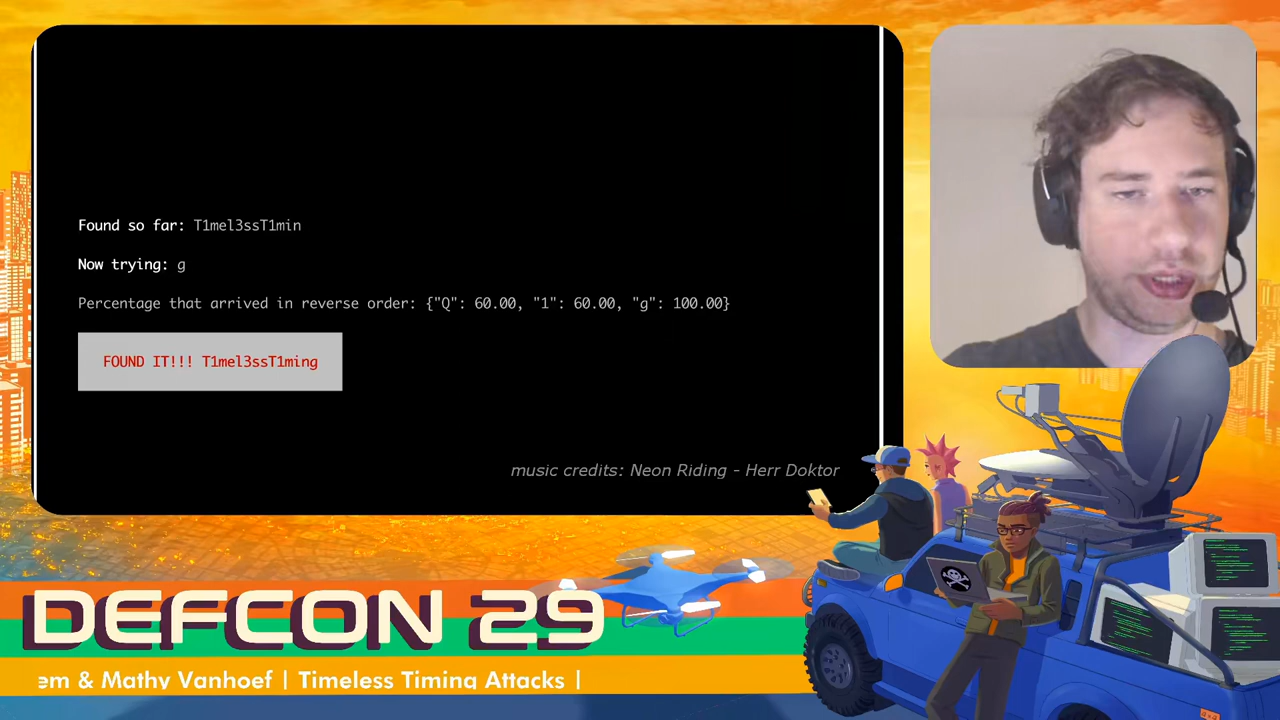 Found so far: T1mel3ssT1min
Now trying: g
Percentage that arrived in reverse order: {"Q": 60.00, "1": 60.00, "g": 100.00}
FOUND IT!!! T1mel3ssT1ming
music credits: Neon Riding - Herr Doktor
DEFCON 29
em & Mathy Vanhoef | Timeless Timing Attacks |